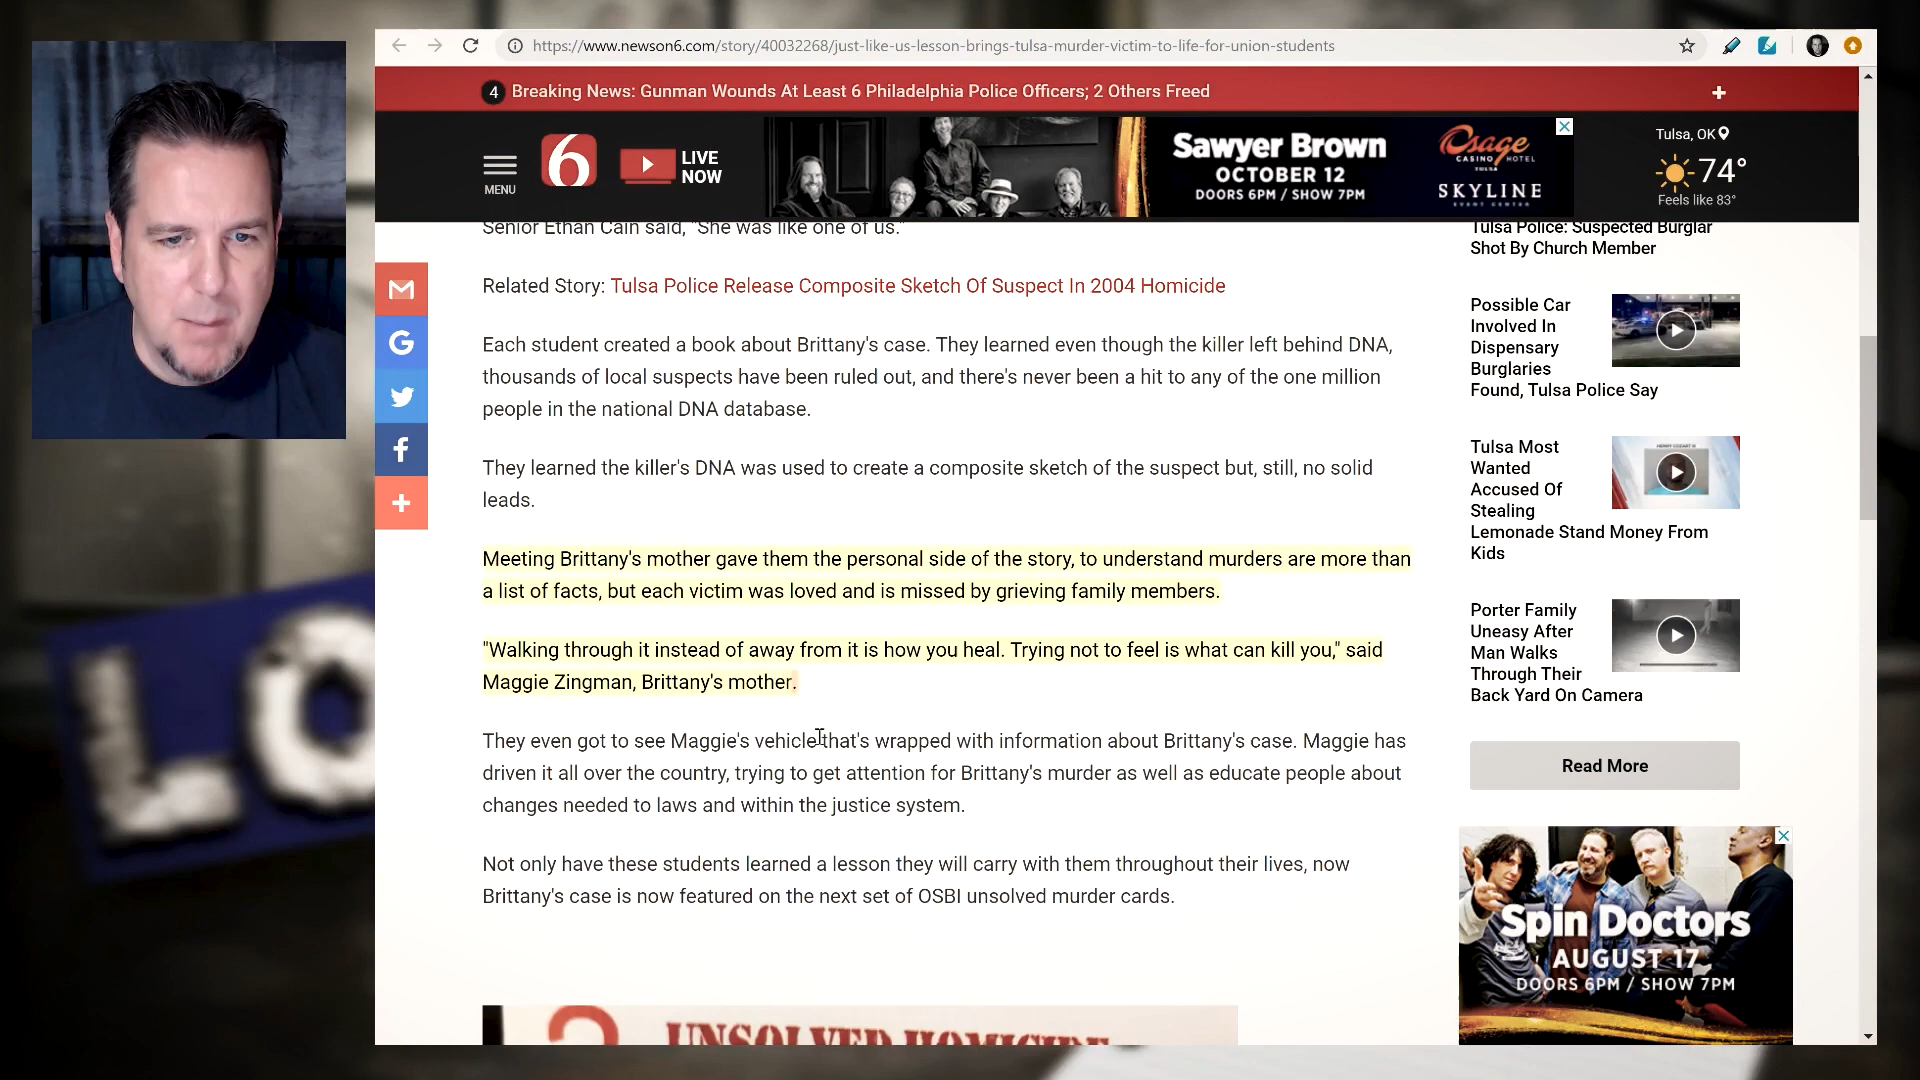 https://www.newson6.com/story/40032268/just-like-us-lesson-brings-tulsa-murder-victim-to-life-for-union-students
4 Breaking News: Gunman Wounds At Least 6 Philadelphia Police Officers; 2 Others Freed +
MENU
6
LIVE
NOW
Sawyer Brown
OCTOBER 12
DOORS 6PM / SHOW 7PM
Osage
CASINO HOTEL
TULSA
SKYLINE
EVENT CENTER
Tulsa, OK
74°
Feels like 83°
Senior Ethan Cain said, "She was like one of us."
Related Story: Tulsa Police Release Composite Sketch Of Suspect In 2004 Homicide
Each student created a book about Brittany's case. They learned even though the killer left behind DNA,
thousands of local suspects have been ruled out, and there's never been a hit to any of the one million
people in the national DNA database.
They learned the killer's DNA was used to create a composite sketch of the suspect but, still, no solid
leads.
Meeting Brittany's mother gave them the personal side of the story, to understand murders are more than
a list of facts, but each victim was loved and is missed by grieving family members.
"Walking through it instead of away from it is how you heal. Trying not to feel is what can kill you," said
Maggie Zingman, Brittany's mother.
They even got to see Maggie's vehicle that's wrapped with information about Brittany's case. Maggie has
driven it all over the country, trying to get attention for Brittany's murder as well as educate people about
changes needed to laws and within the justice system.
Not only have these students learned a lesson they will carry with them throughout their lives, now
Brittany's case is now featured on the next set of OSBI unsolved murder cards.
UNSOLVED HOMICIDE
Tulsa Police: Suspected Burglar
Shot By Church Member
Possible Car
Involved In
Dispensary
Burglaries
Found, Tulsa Police Say
Tulsa Most
Wanted
Accused Of
Stealing
Lemonade Stand Money From
Kids
Porter Family
Uneasy After
Man Walks
Through Their
Back Yard On Camera
Read More
Spin Doctors
AUGUST 17
DOORS 6PM / SHOW 7PM
LO